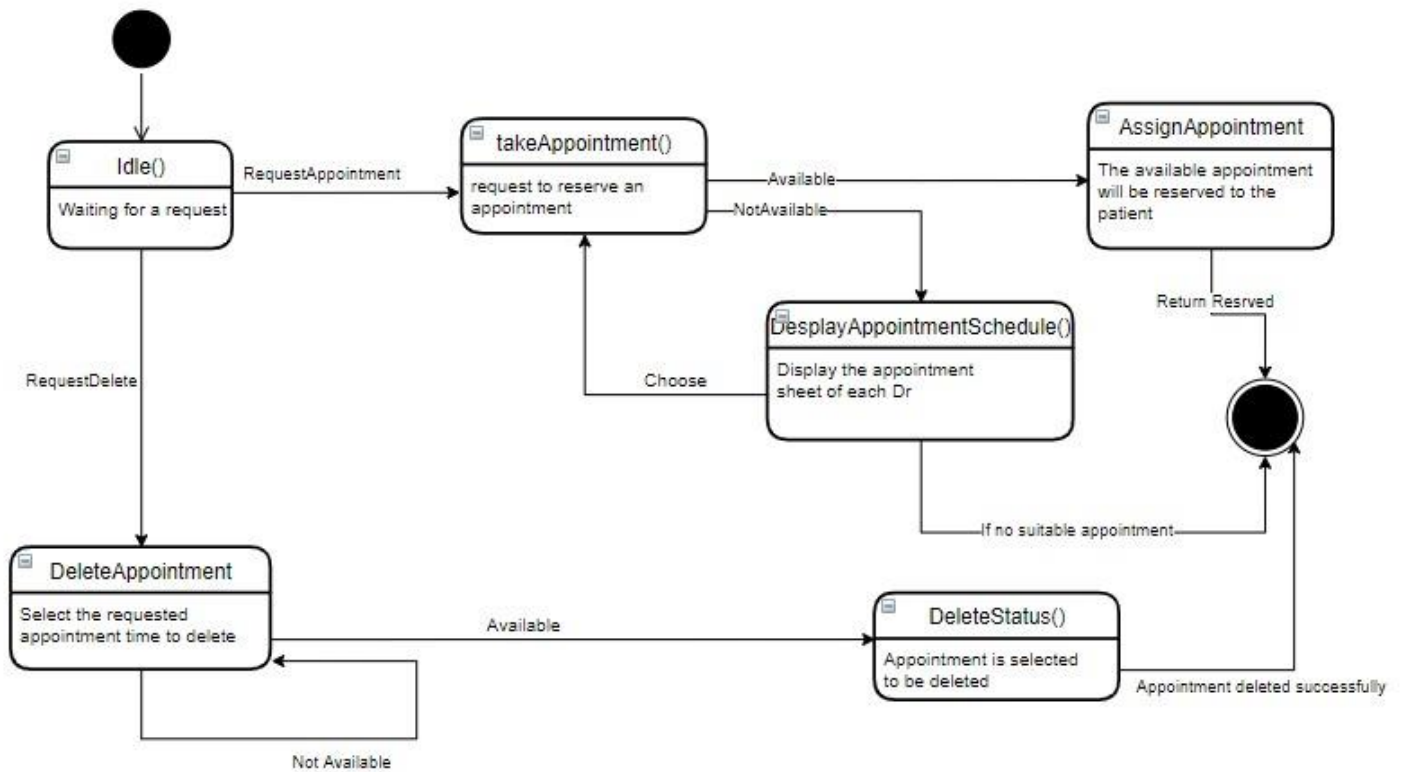 Idle()
Waiting for a request
RequestAppointment
takeAppointment()
request to reserve an
appointment
Available
NotAvailable
AssignAppointment
The available appointment
will be reserved to the
patient
Return Resrved
DesplayAppointmentSchedule()
Display the appointment
sheet of each Dr
Choose
If no suitable appointment
RequestDelete
DeleteAppointment
Select the requested
appointment time to delete
Not Available
Available
DeleteStatus()
Appointment is selected
to be deleted
Appointment deleted successfully